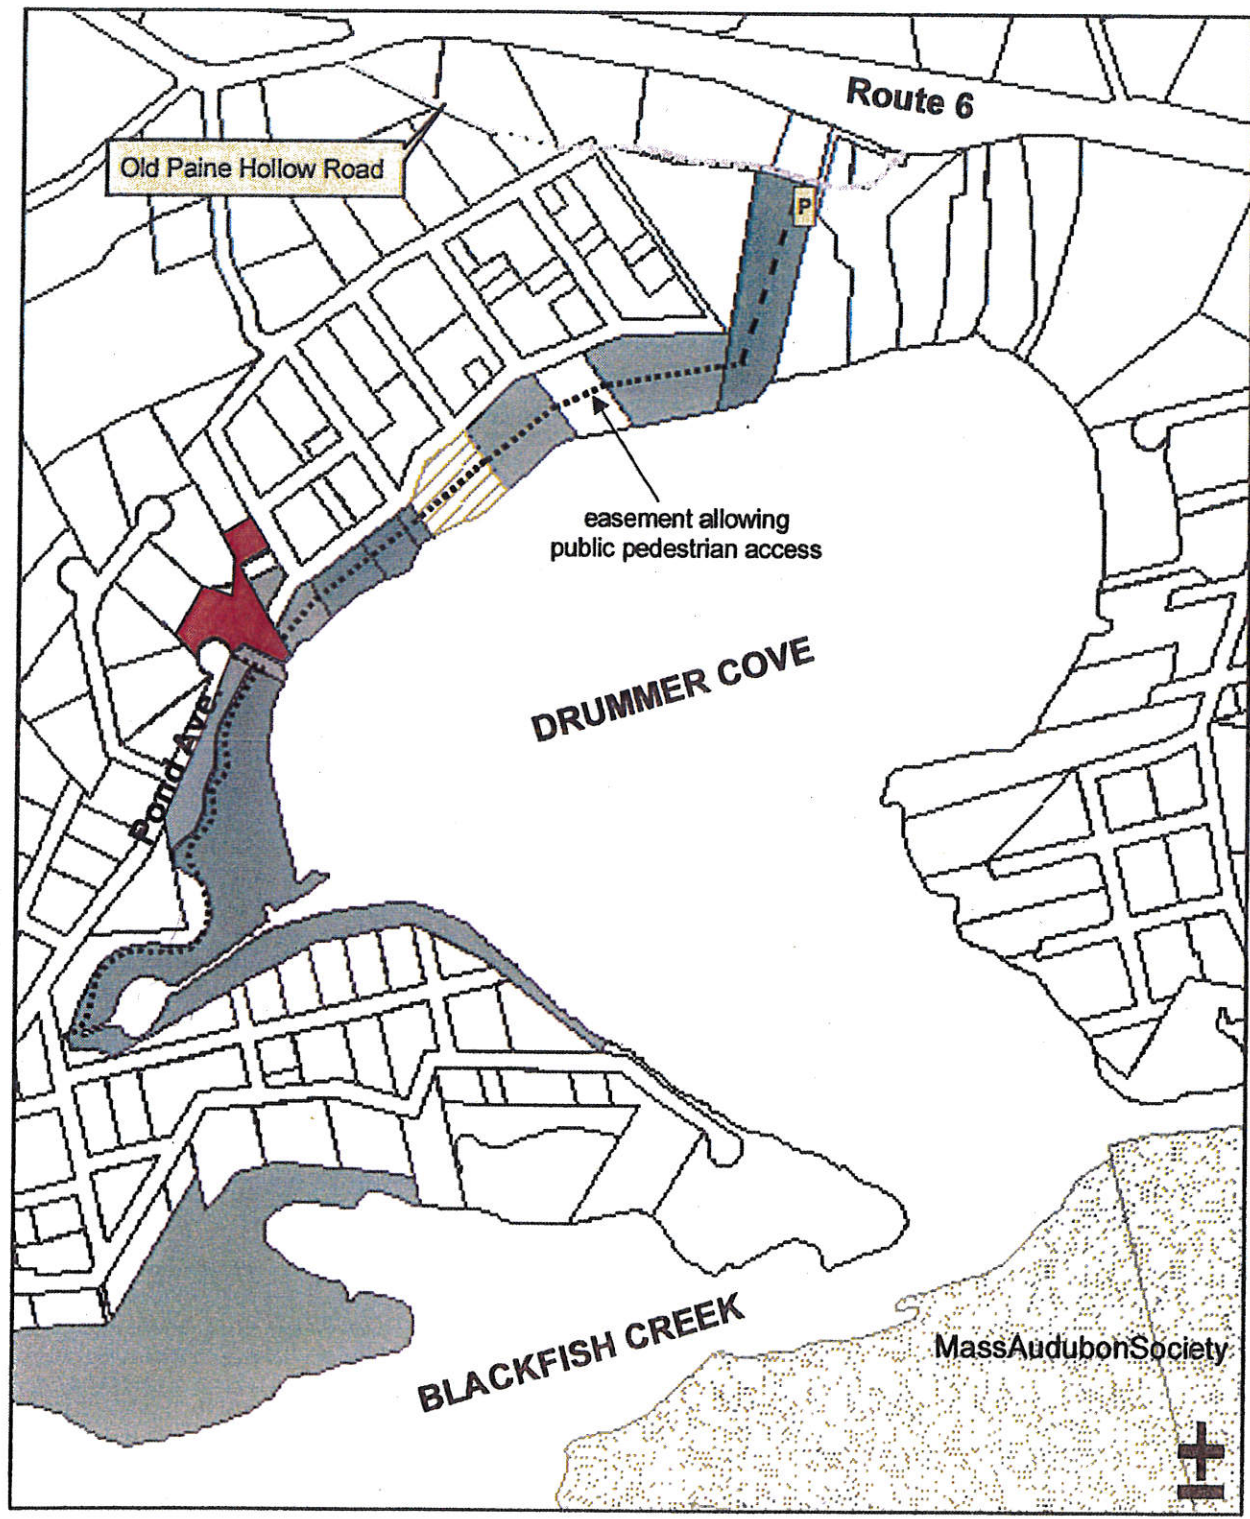 Route 6
Old Paine Hollow Road
P
easement allowing
public pedestrian access
DRUMMER COVE
Pond Ave.
BLACKFISH CREEK
MassAudubonSociety